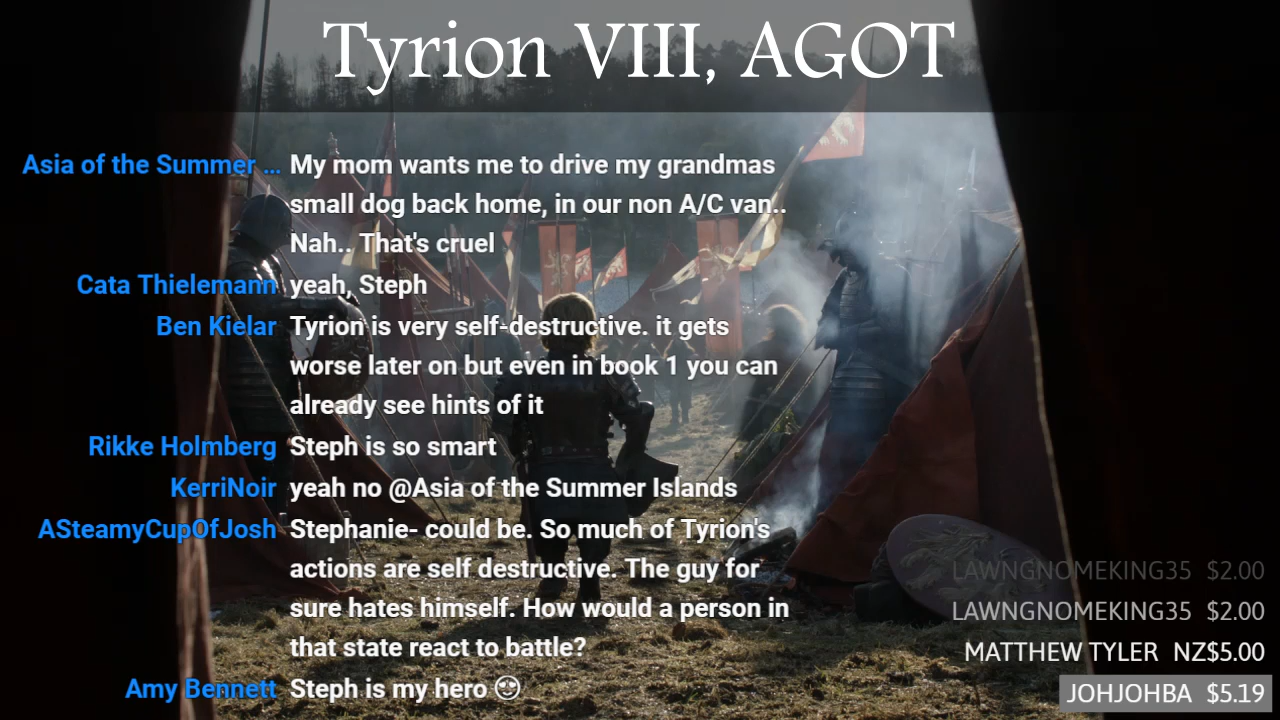 Tyrion VIII, AGOT
Asia of the Summer ... My mom wants me to drive my grandmas
small dog back home, in our non A/C van..
Nah.. That's cruel
Cata Thielemann yeah, Steph
Ben Kielar Tyrion is very self-destructive. it gets
worse later on but even in book 1 you can
already see hints of it
Rikke Holmberg Steph is so smart
KerriNoir yeah no @Asia of the Summer Islands
ASteamyCupOfJosh Stephanie- could be. So much of Tyrion's
actions are self destructive. The guy for
sure hates himself. How would a person in
that state react to battle?
Amy Bennett Steph is my hero 😍
LAWNGNOMEKING35 $2.00
LAWNGNOMEKING35 $2.00
MATTHEW TYLER NZ$5.00
JOHJOHBA $5.19